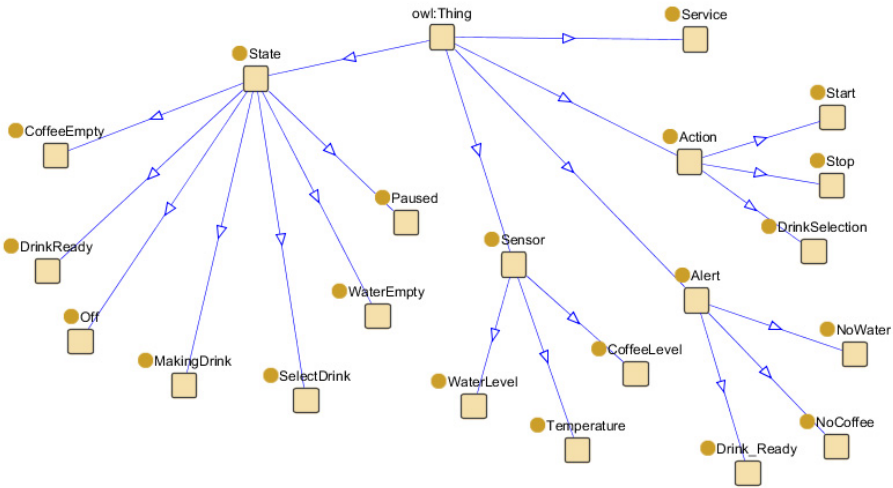 owl:Thing
Service
State
Start
CoffeeEmpty
Action
Stop
Paused
DrinkSelection
DrinkReady
Sensor
Alert
WaterEmpty
Off
NoWater
CoffeeLevel
MakingDrink
SelectDrink
WaterLevel
NoCoffee
Temperature
Drink_Ready